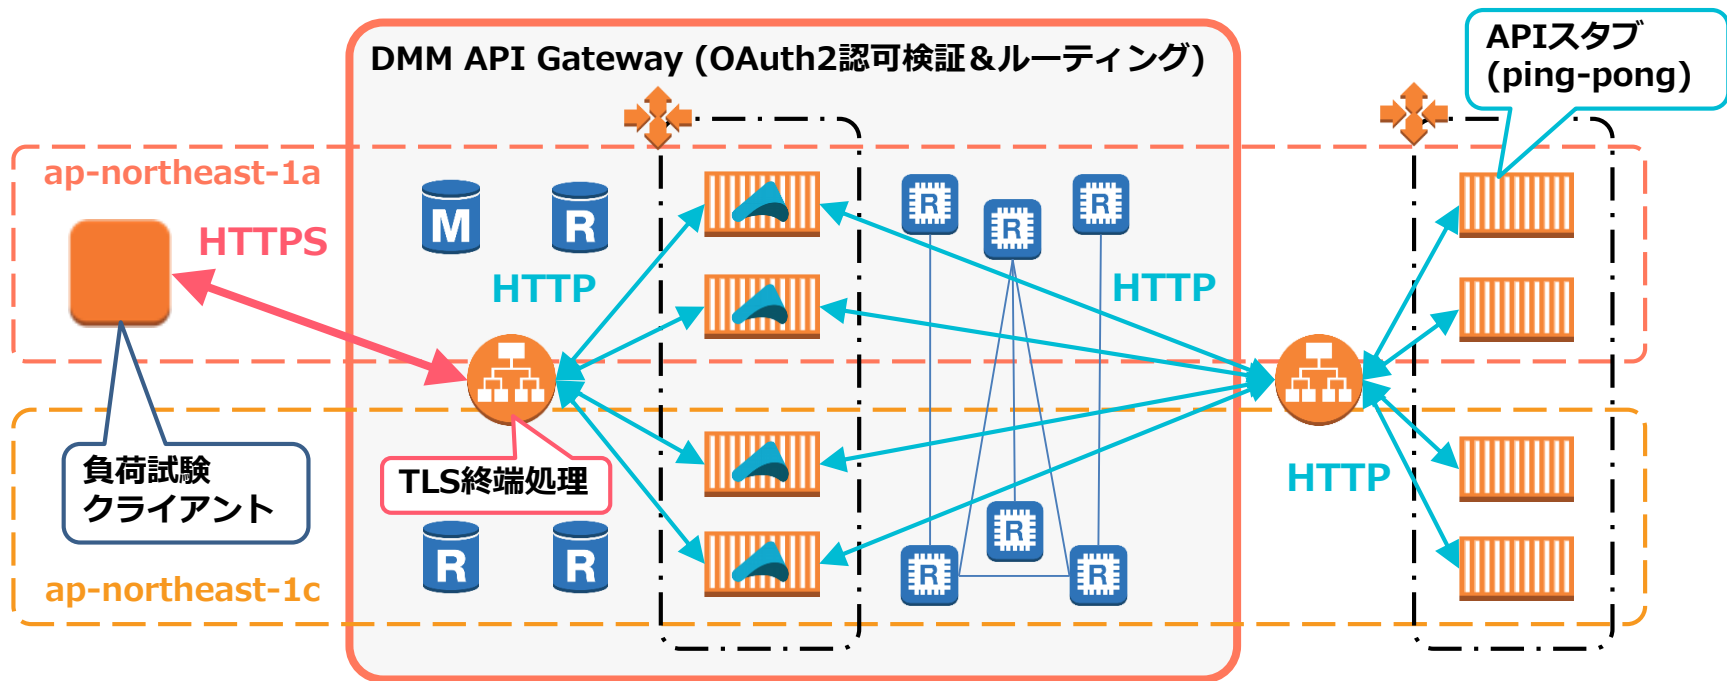 DMM API Gateway (OAuth2認可検証＆ルーティング)
APIスタブ
(ping-pong)
ap-northeast-1a
HTTPS
M
R
R
R
R
HTTP
HTTP
TLS終端処理
負荷試験
クライアント
HTTP
R
R
R
R
R
R
ap-northeast-1c